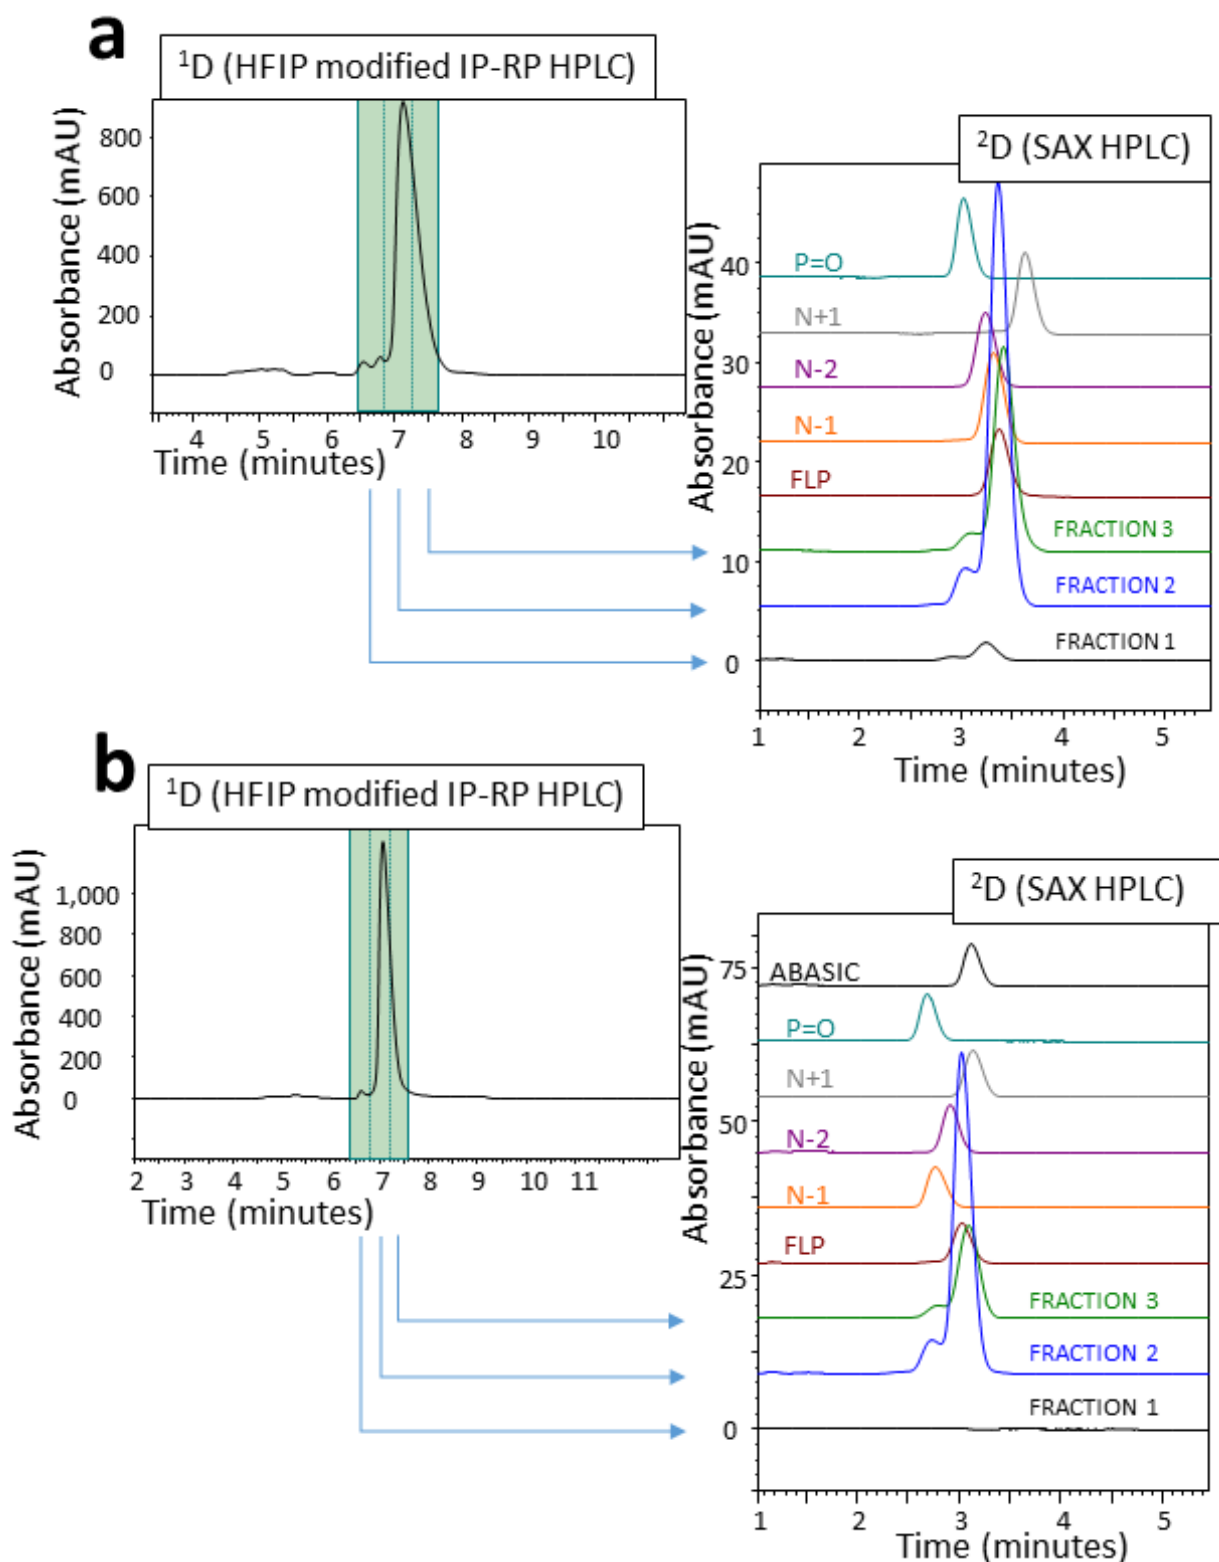 a
¹D (HFIP modified IP-RP HPLC)
Absorbance (mAU)
800
600
400
200
0
4 5 6 7 8 9 10
Time (minutes)
²D (SAX HPLC)
Absorbance (mAU)
40
30
20
10
0
P=O
N+1
N-2
N-1
FLP
FRACTION 3
FRACTION 2
FRACTION 1
1 2 3 4 5
Time (minutes)
b
¹D (HFIP modified IP-RP HPLC)
Absorbance (mAU)
1,000
800
600
400
200
0
2 3 4 5 6 7 8 9 10 11
Time (minutes)
²D (SAX HPLC)
Absorbance (mAU)
75
50
25
0
ABASIC
P=O
N+1
N-2
N-1
FLP
FRACTION 3
FRACTION 2
FRACTION 1
1 2 3 4 5
Time (minutes)